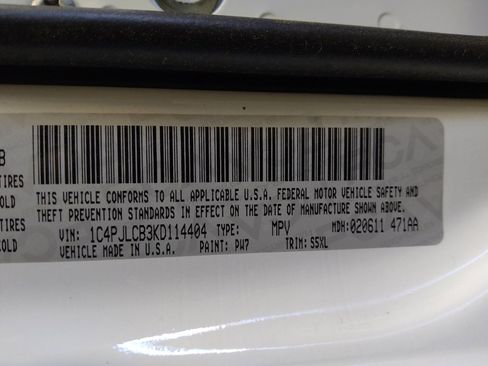 B
TIRES
COLD
TIRES
COLD
THIS VEHICLE CONFORMS TO ALL APPLICABLE U.S.A. FEDERAL MOTOR VEHICLE SAFETY AND
THEFT PREVENTION STANDARDS IN EFFECT ON THE DATE OF MANUFACTURE SHOWN ABOVE.
VIN: 1C4PJLCB3KD114404 TYPE: MPV MDH:020611 471AA
VEHICLE MADE IN U.S.A. PAINT: PW7 TRIM: S5XL